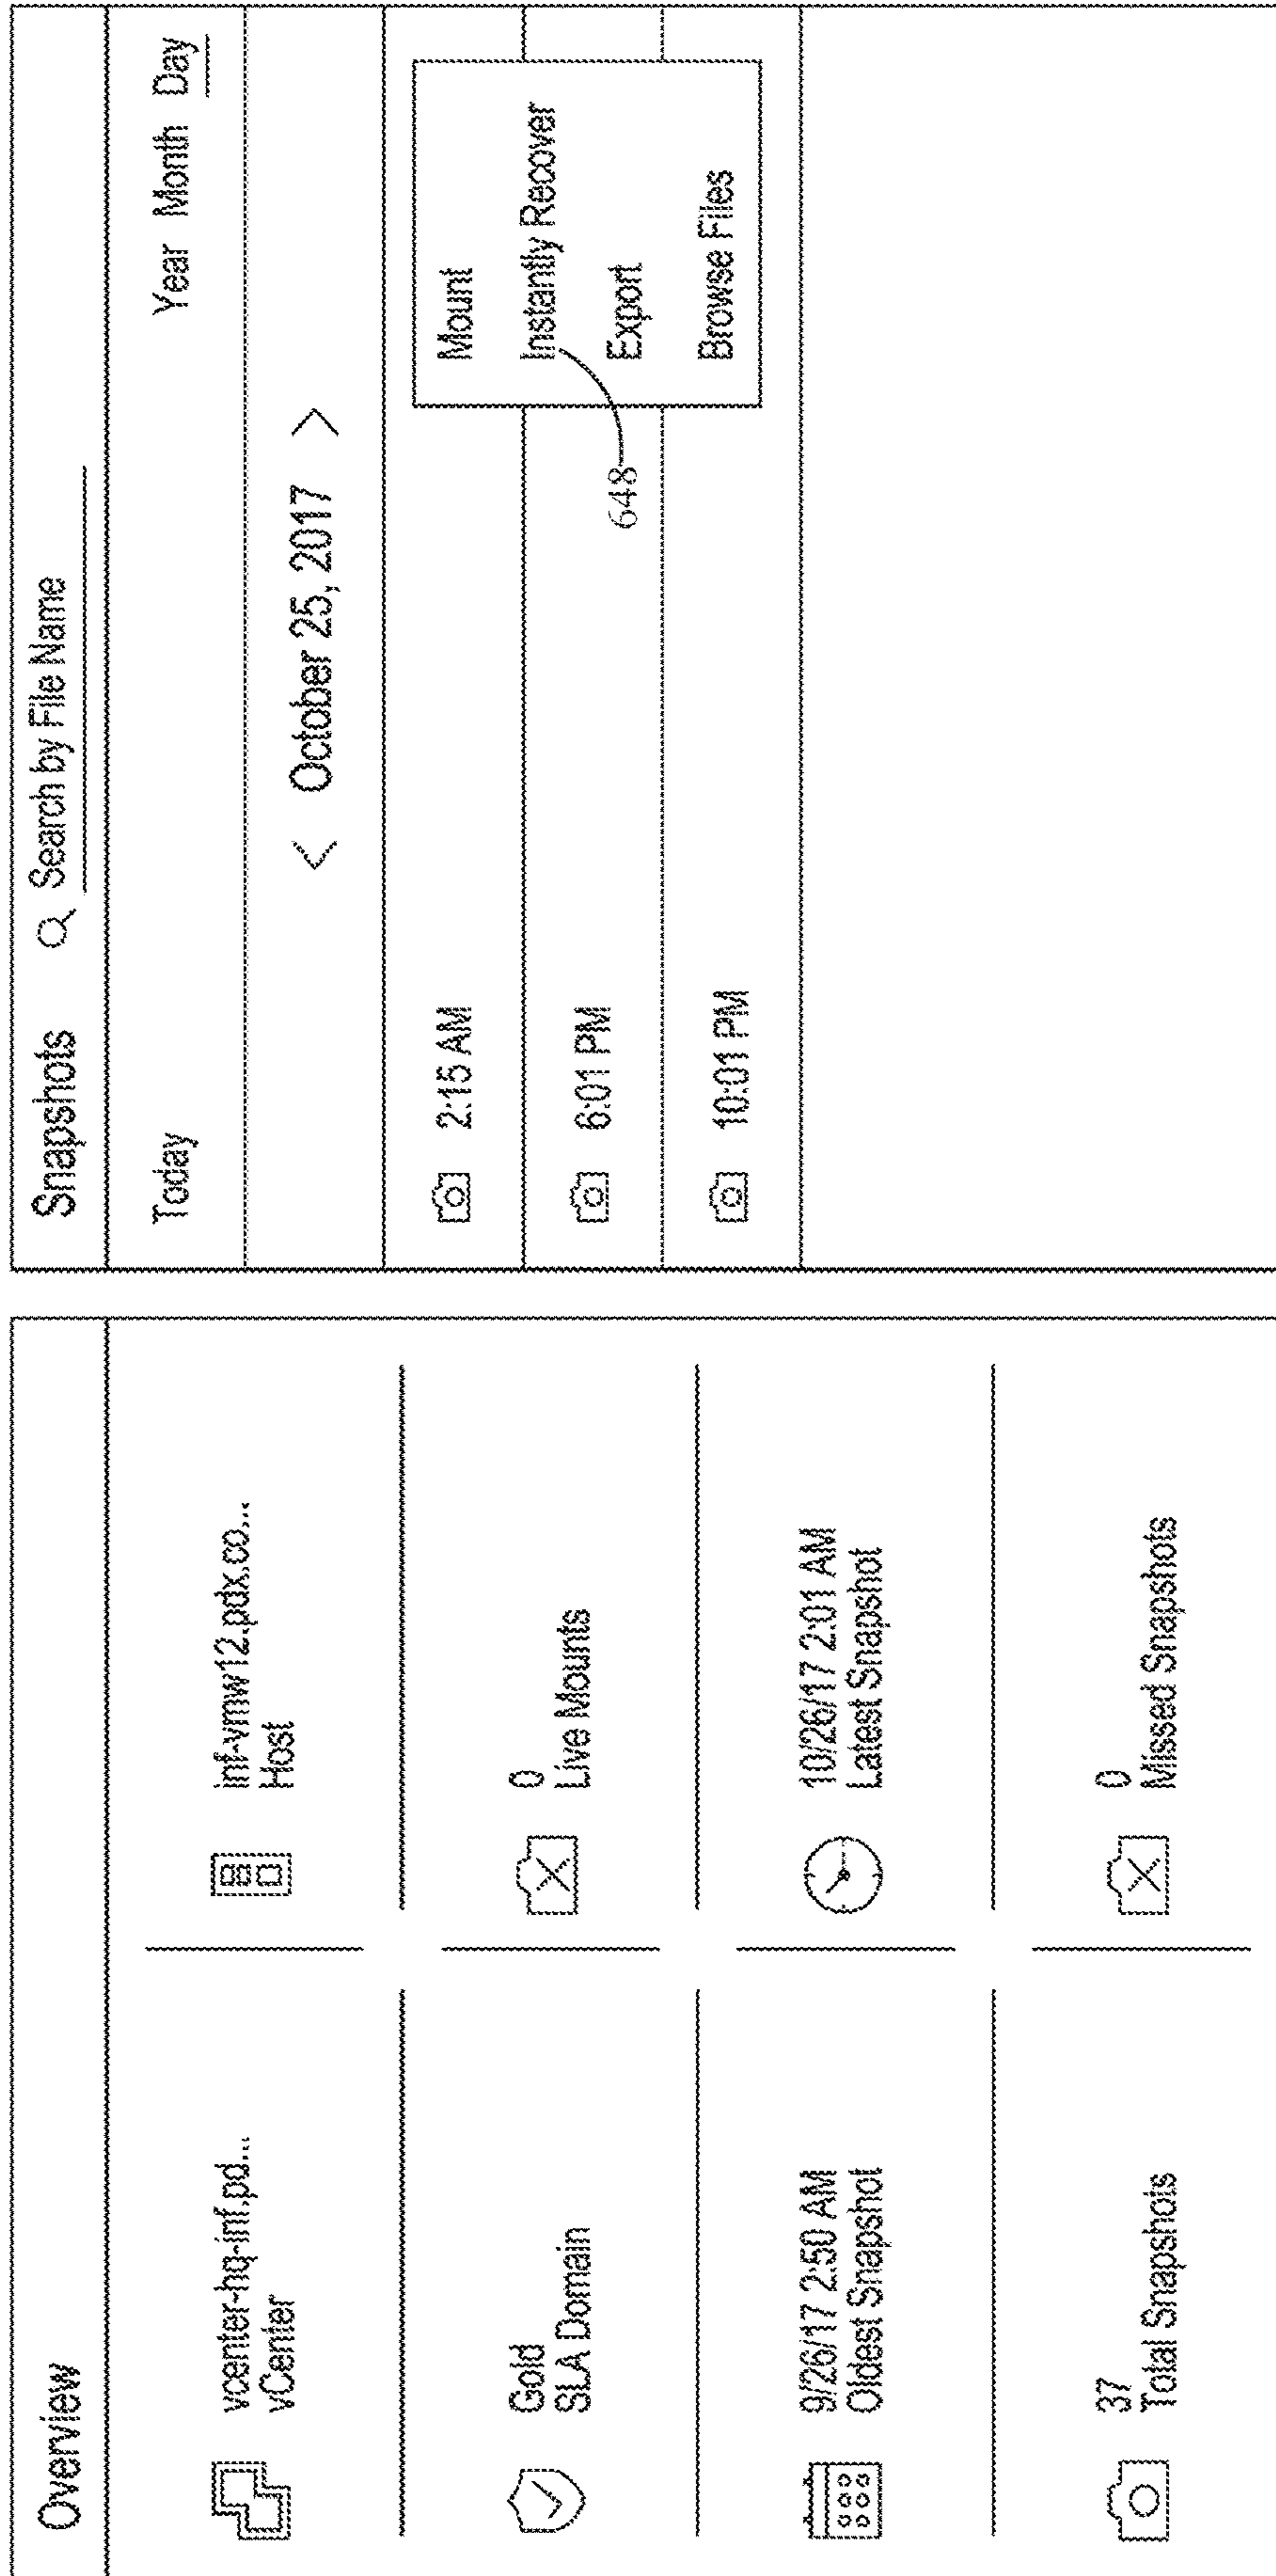 Overview
vcenter-hq-inf.pd...
vCenter
inf-vmw12.pdx.co...
Host
Gold
SLA Domain
0
Live Mounts
9/26/17 2:50 AM
Oldest Snapshot
10/26/17 2:01 AM
Latest Snapshot
37
Total Snapshots
0
Missed Snapshots
Snapshots
Search by File Name
Today
Year Month Day
< October 25, 2017 >
2:15 AM
6:01 PM
10:01 PM
Mount
Instantly Recover
Export
Browse Files
648